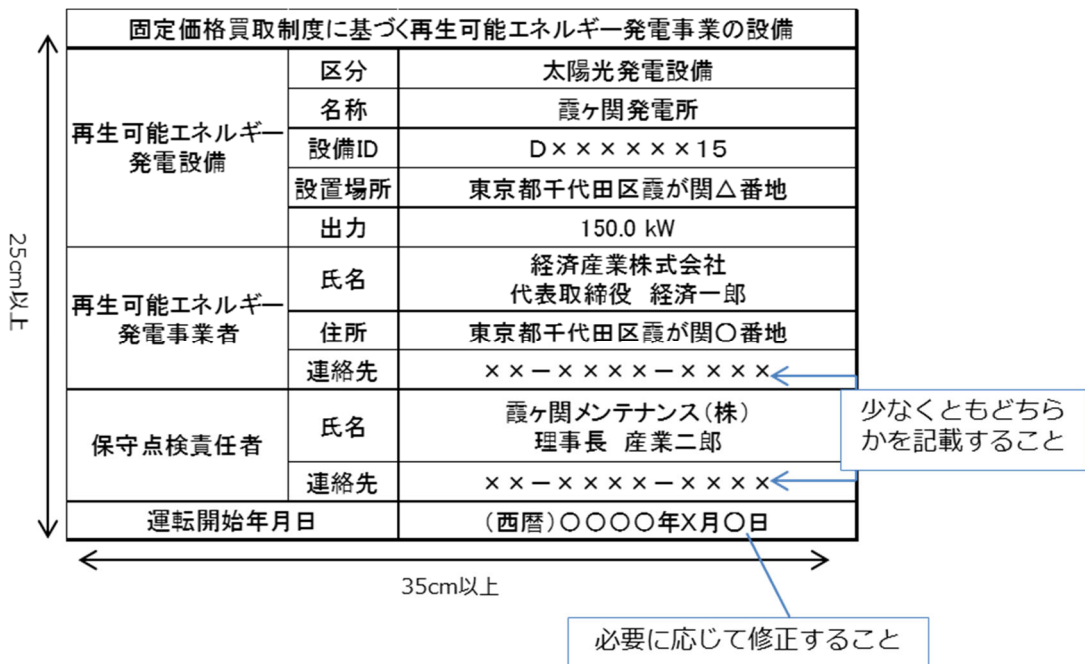 固定価格買取制度に基づく再生可能エネルギー発電事業の設備
再生可能エネルギー
発電設備
区分
太陽光発電設備
名称
霞ヶ関発電所
設備ID
D××××××15
設置場所
東京都千代田区霞が関△番地
出力
150.0 kW
再生可能エネルギー
発電事業者
氏名
経済産業株式会社
代表取締役 経済一郎
住所
東京都千代田区霞が関〇番地
連絡先
××-××××-××××
保守点検責任者
氏名
霞ヶ関メンテナンス(株)
理事長 産業二郎
連絡先
××-××××-××××
運転開始年月日
(西暦)〇〇〇〇年X月〇日
25cm以上
35cm以上
少なくともどちら
かを記載すること
必要に応じて修正すること